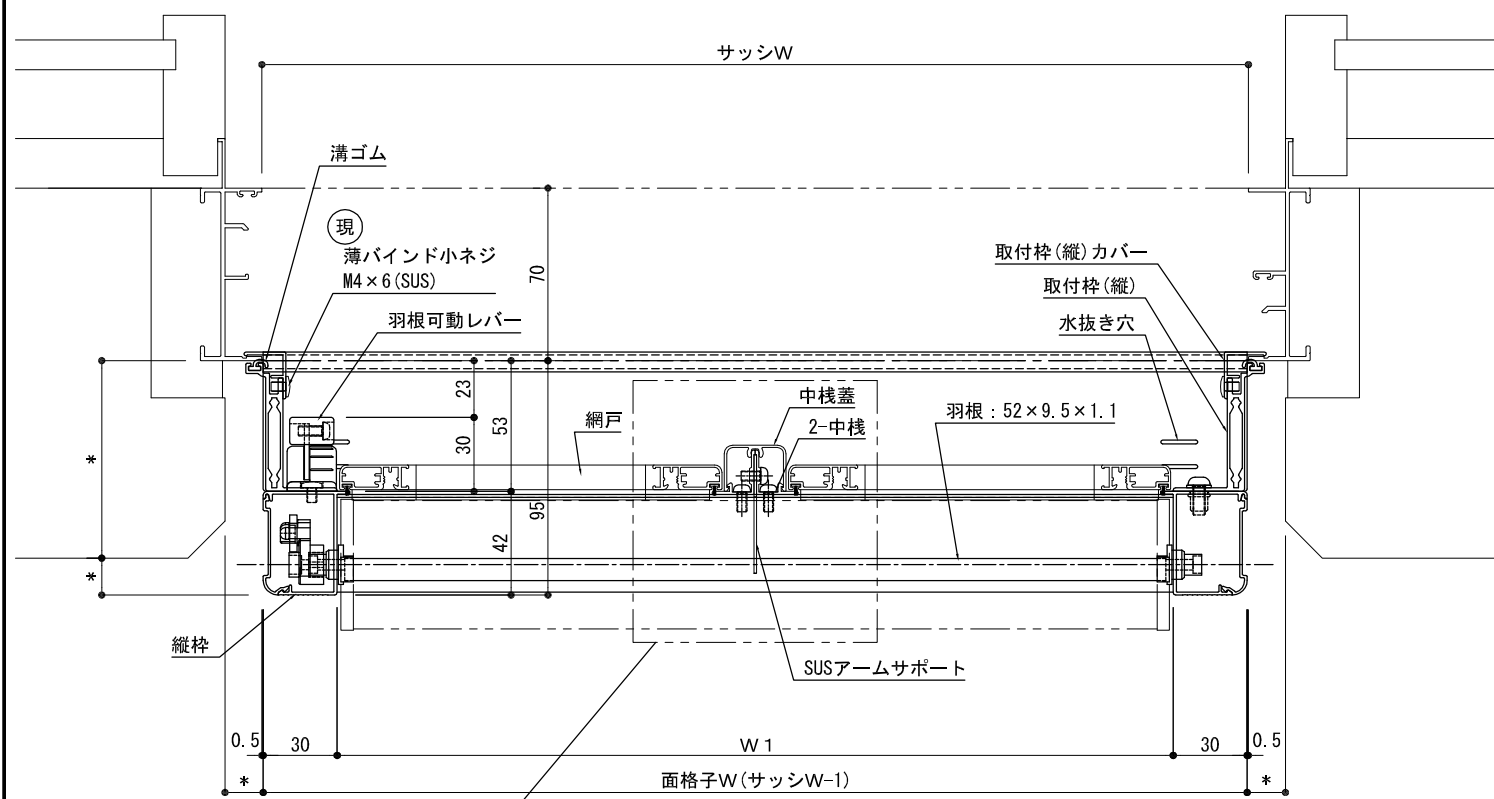 サッシW
溝ゴム
現
薄バインド小ネジ
M4×6(SUS)
羽根可動レバー
70
取付枠(縦)カバー
取付枠(縦)
水抜き穴
23
30
53
網戸
中桟蓋
2-中桟
羽根:52×9.5×1.1
*
95
42
*
縦枠
SUSアームサポート
0.5
30
W1
30
0.5
*
面格子W(サッシW-1)
*